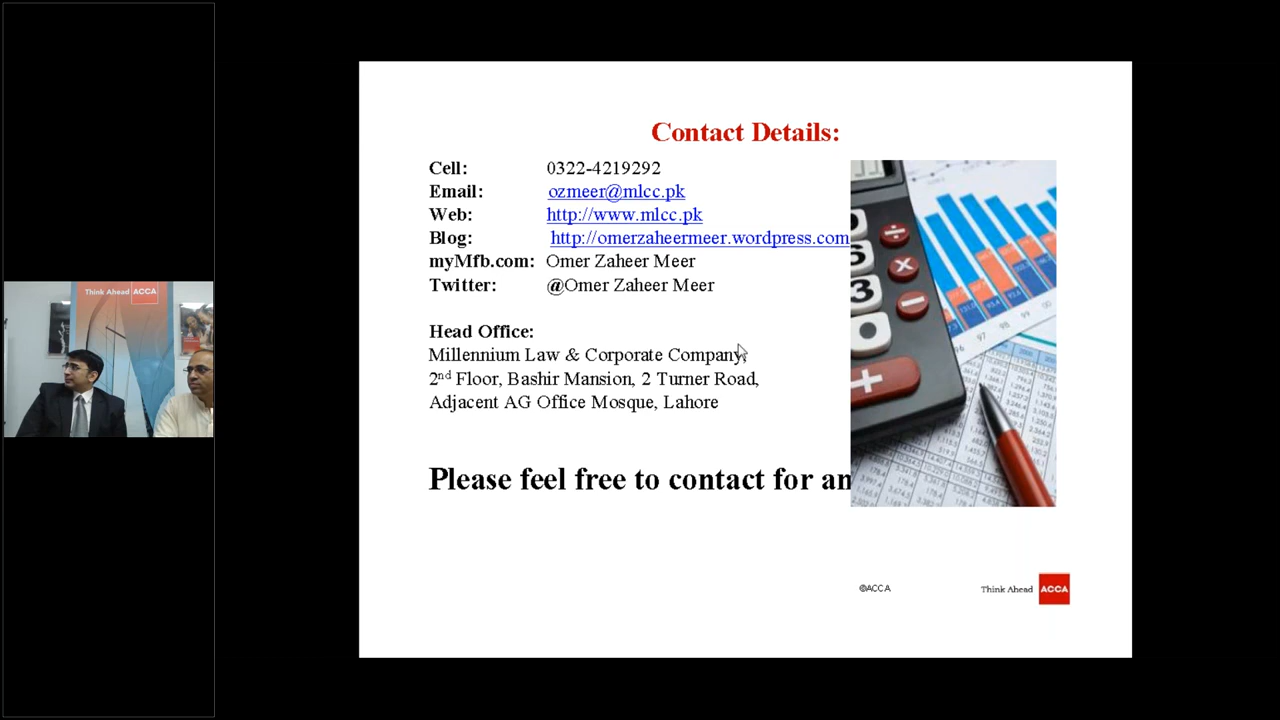 Contact Details:
Cell: 0322-4219292
Email: ozmeer@mlcc.pk
Web: http://www.mlcc.pk
Blog: http://omerzaheermeer.wordpress.com
myMfb.com: Omer Zaheer Meer
Twitter: @Omer Zaheer Meer
Head Office:
Millennium Law & Corporate Company,
2nd Floor, Bashir Mansion, 2 Turner Road,
Adjacent AG Office Mosque, Lahore
Please feel free to contact for an
©ACCA
Think Ahead ACCA
Think Ahead ACCA